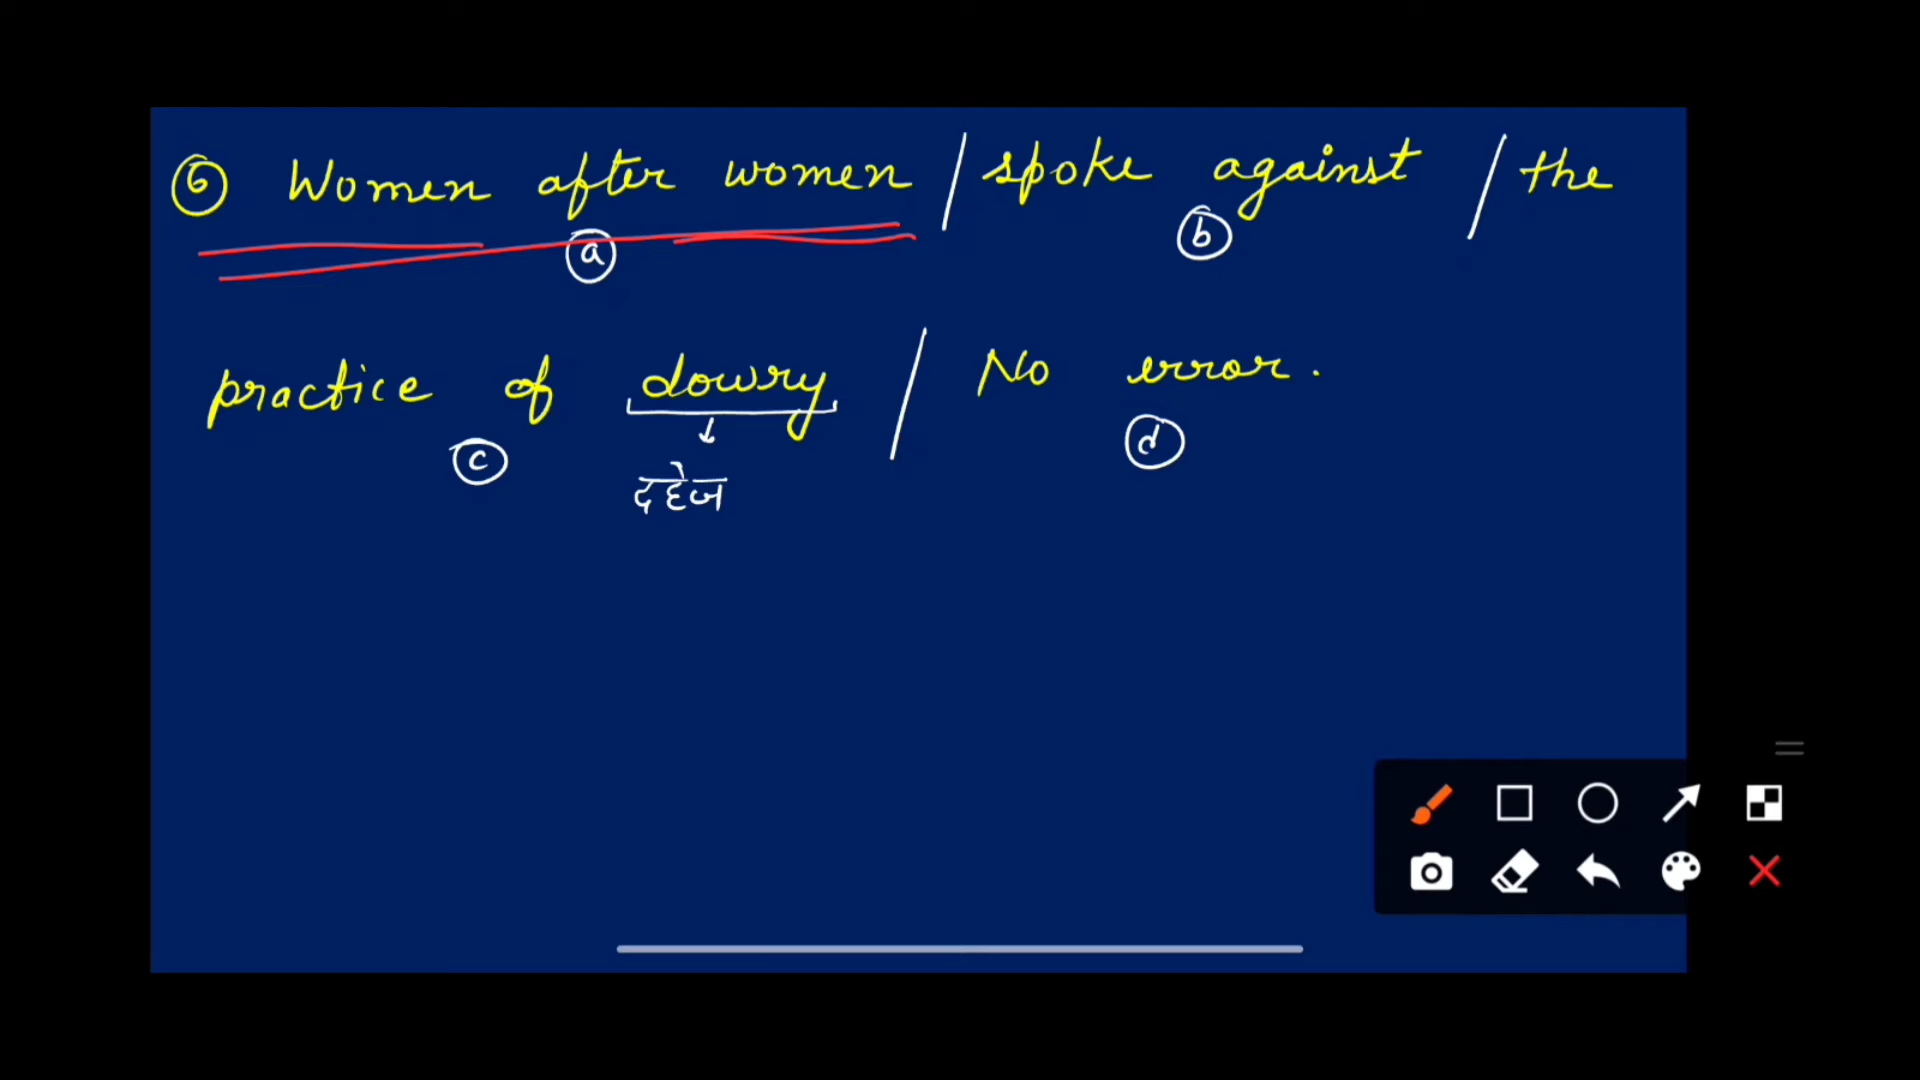 6 Women after women / spoke against / the
a b
practice of dowry / No error.
c d
दहेज